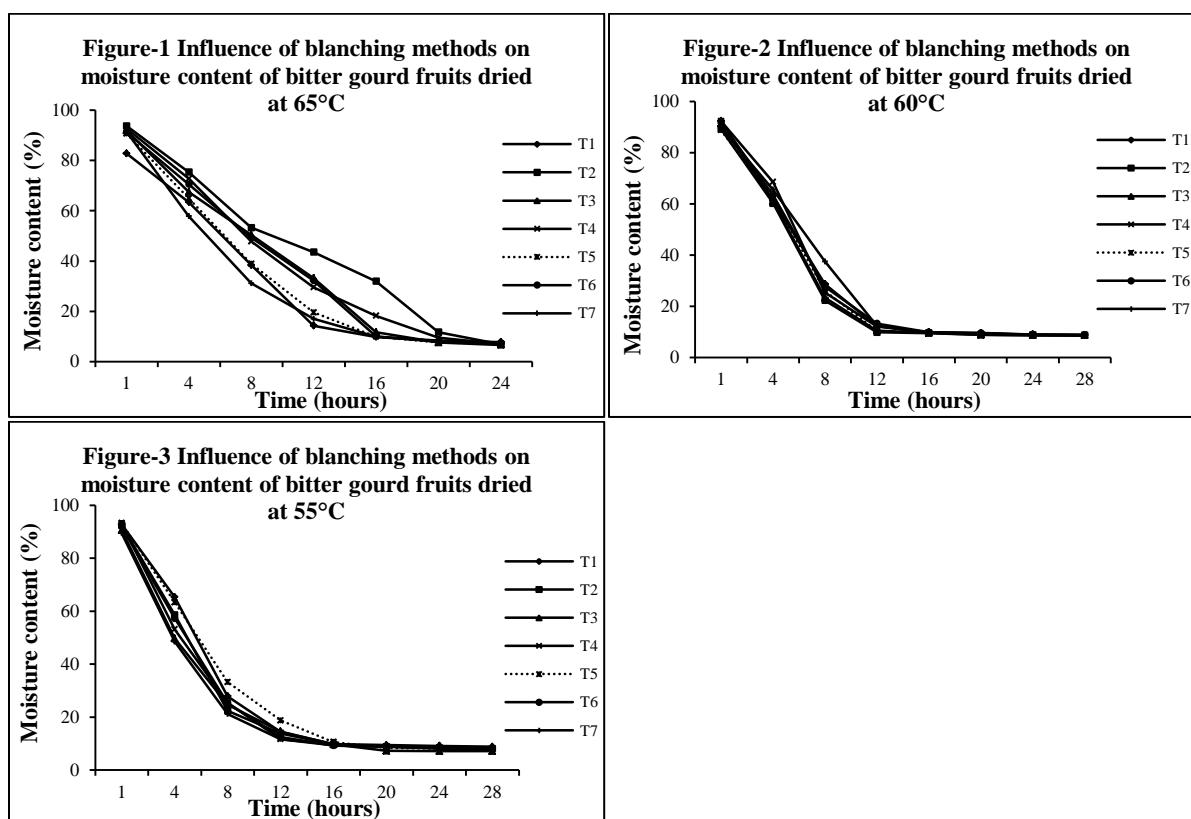 Figure-1 Influence of blanching methods on
moisture content of bitter gourd fruits dried
at 65°C
Moisture content (%)
100
80
60
40
20
0
1 4 8 12 16 20 24
Time (hours)
T1
T2
T3
T4
T5
T6
T7
Figure-2 Influence of blanching methods on
moisture content of bitter gourd fruits dried
at 60°C
Moisture content (%)
100
80
60
40
20
0
1 4 8 12 16 20 24 28
Time (hours)
T1
T2
T3
T4
T5
T6
T7
Figure-3 Influence of blanching methods on
moisture content of bitter gourd fruits dried
at 55°C
Moisture content (%)
100
80
60
40
20
0
1 4 8 12 16 20 24 28
Time (hours)
T1
T2
T3
T4
T5
T6
T7